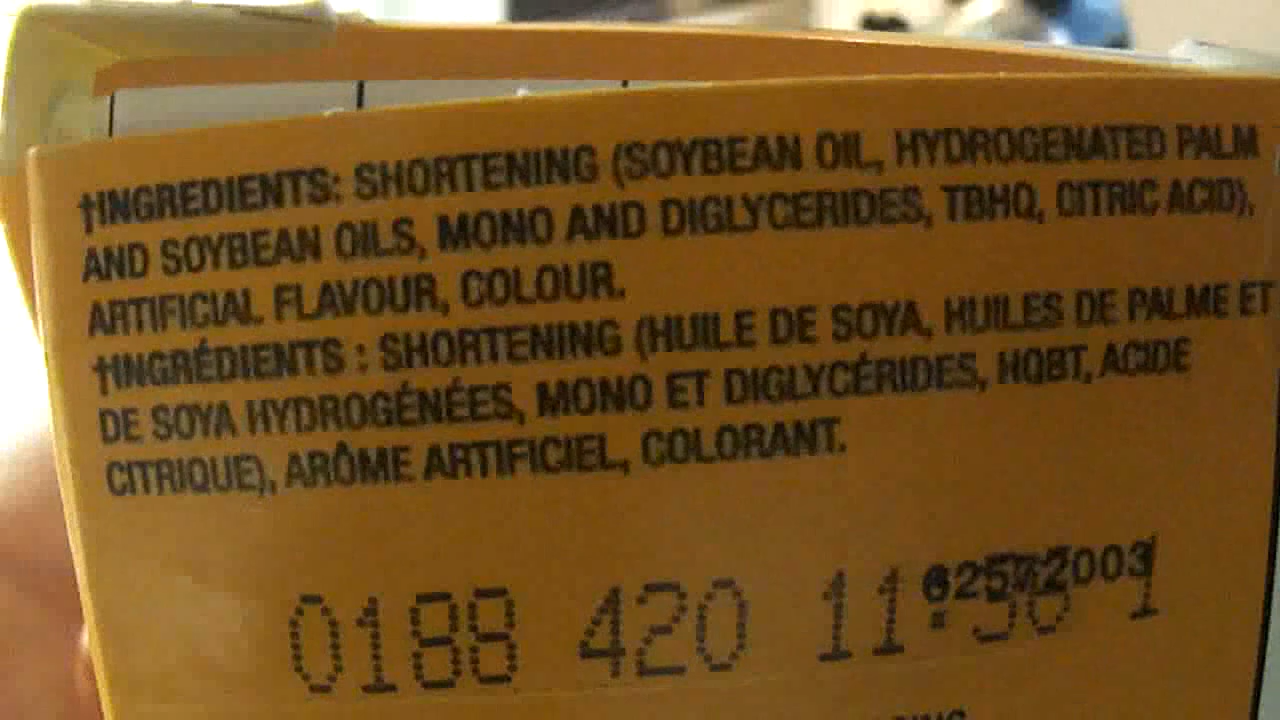 †INGREDIENTS: SHORTENING (SOYBEAN OIL, HYDROGENATED PALM
AND SOYBEAN OILS, MONO AND DIGLYCERIDES, TBHQ, CITRIC ACID),
ARTIFICIAL FLAVOUR, COLOUR.
†INGRÉDIENTS : SHORTENING (HUILE DE SOYA, HUILES DE PALME ET
DE SOYA HYDROGÉNÉES, MONO ET DIGLYCÉRIDES, HQBT, ACIDE
CITRIQUE), ARÔME ARTIFICIEL, COLORANT.
0188 420 11:30 1